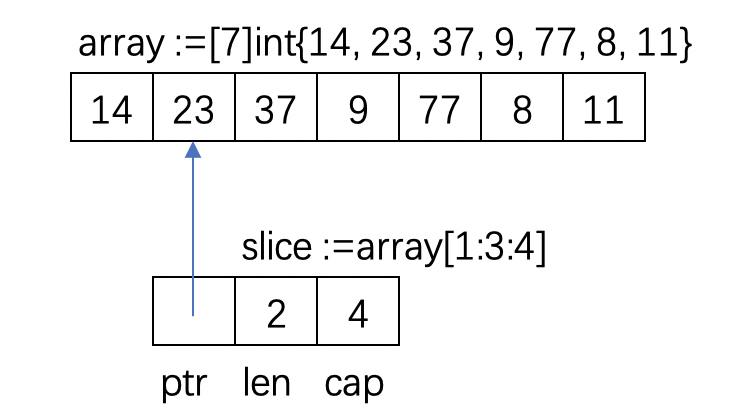 array :=[7]int{14, 23, 37, 9, 77, 8, 11}
14 23 37 9 77 8 11
slice :=array[1:3:4]
2 4
ptr len cap